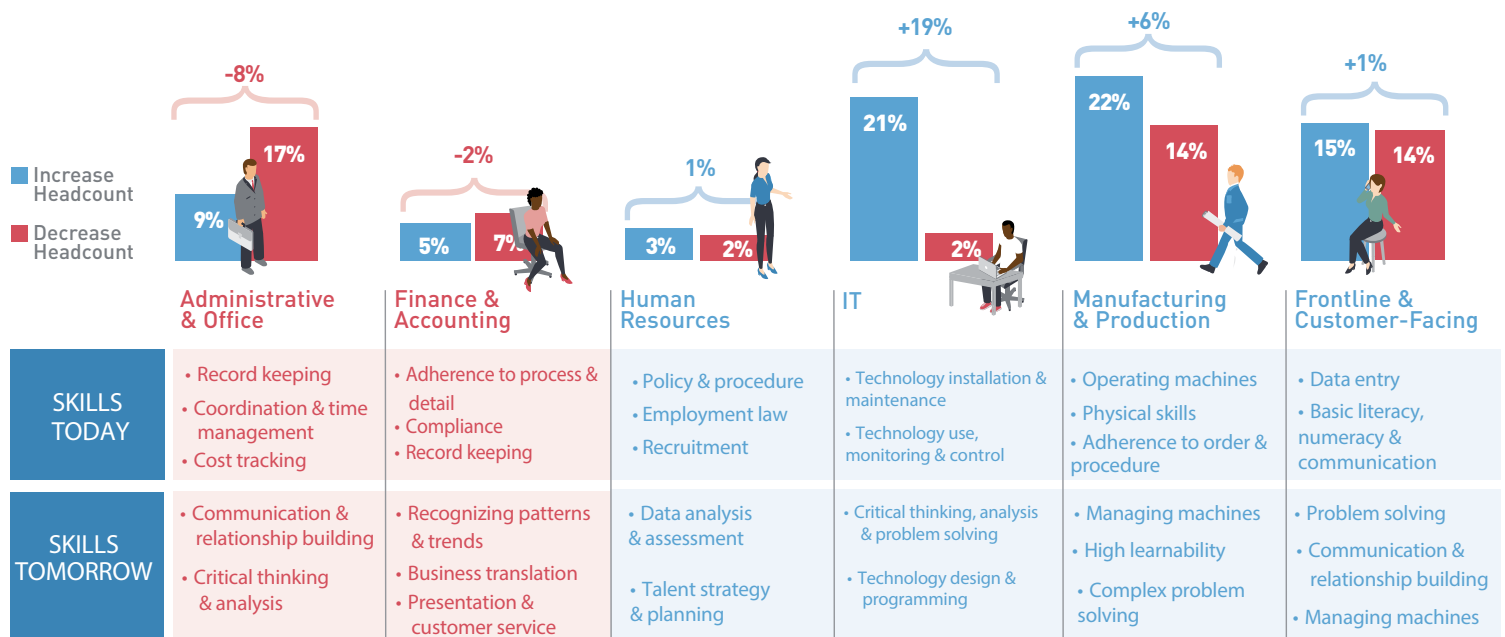 -8%
-2%
1%
+19%
+6%
+1%
Increase
Headcount
Decrease
Headcount
9%
17%
5%
7%
3%
2%
21%
2%
22%
14%
15%
14%
Administrative
& Office
Finance &
Accounting
Human
Resources
IT
Manufacturing
& Production
Frontline &
Customer-Facing
SKILLS
TODAY
• Record keeping
• Coordination & time
management
• Cost tracking
• Adherence to process &
detail
• Compliance
• Record keeping
• Policy & procedure
• Employment law
• Recruitment
• Technology installation &
maintenance
• Technology use,
monitoring & control
• Operating machines
• Physical skills
• Adherence to order &
procedure
• Data entry
• Basic literacy,
numeracy &
communication
SKILLS
TOMORROW
• Communication &
relationship building
• Critical thinking
& analysis
• Recognizing patterns
& trends
• Business translation
• Presentation &
customer service
• Data analysis
& assessment
• Talent strategy
& planning
• Critical thinking, analysis
& problem solving
• Technology design &
programming
• Managing machines
• High learnability
• Complex problem
solving
• Problem solving
• Communication &
relationship building
• Managing machines